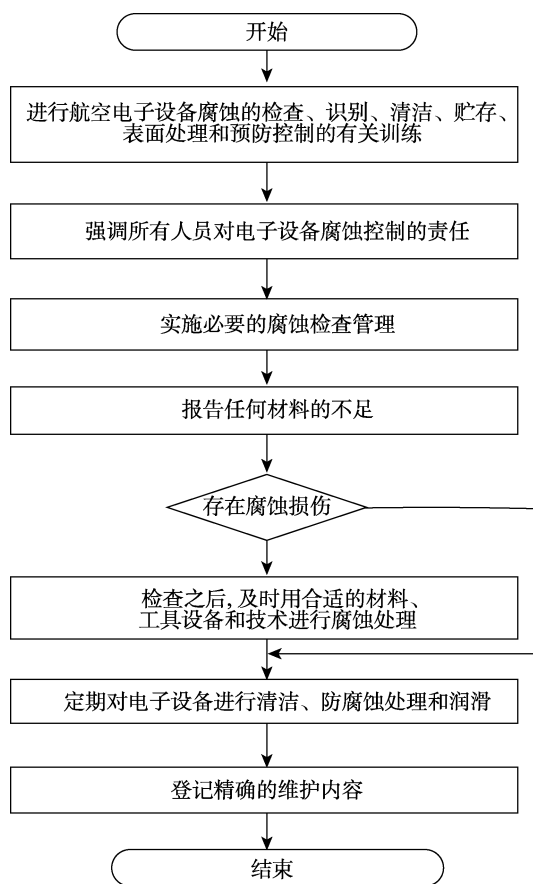 开始
进行航空电子设备腐蚀的检查、识别、清洁、贮存、
表面处理和预防控制的有关训练
强调所有人员对电子设备腐蚀控制的责任
实施必要的腐蚀检查管理
报告任何材料的不足
存在腐蚀损伤
检查之后,及时用合适的材料、
工具设备和技术进行腐蚀处理
定期对电子设备进行清洁、防腐蚀处理和润滑
登记精确的维护内容
结束